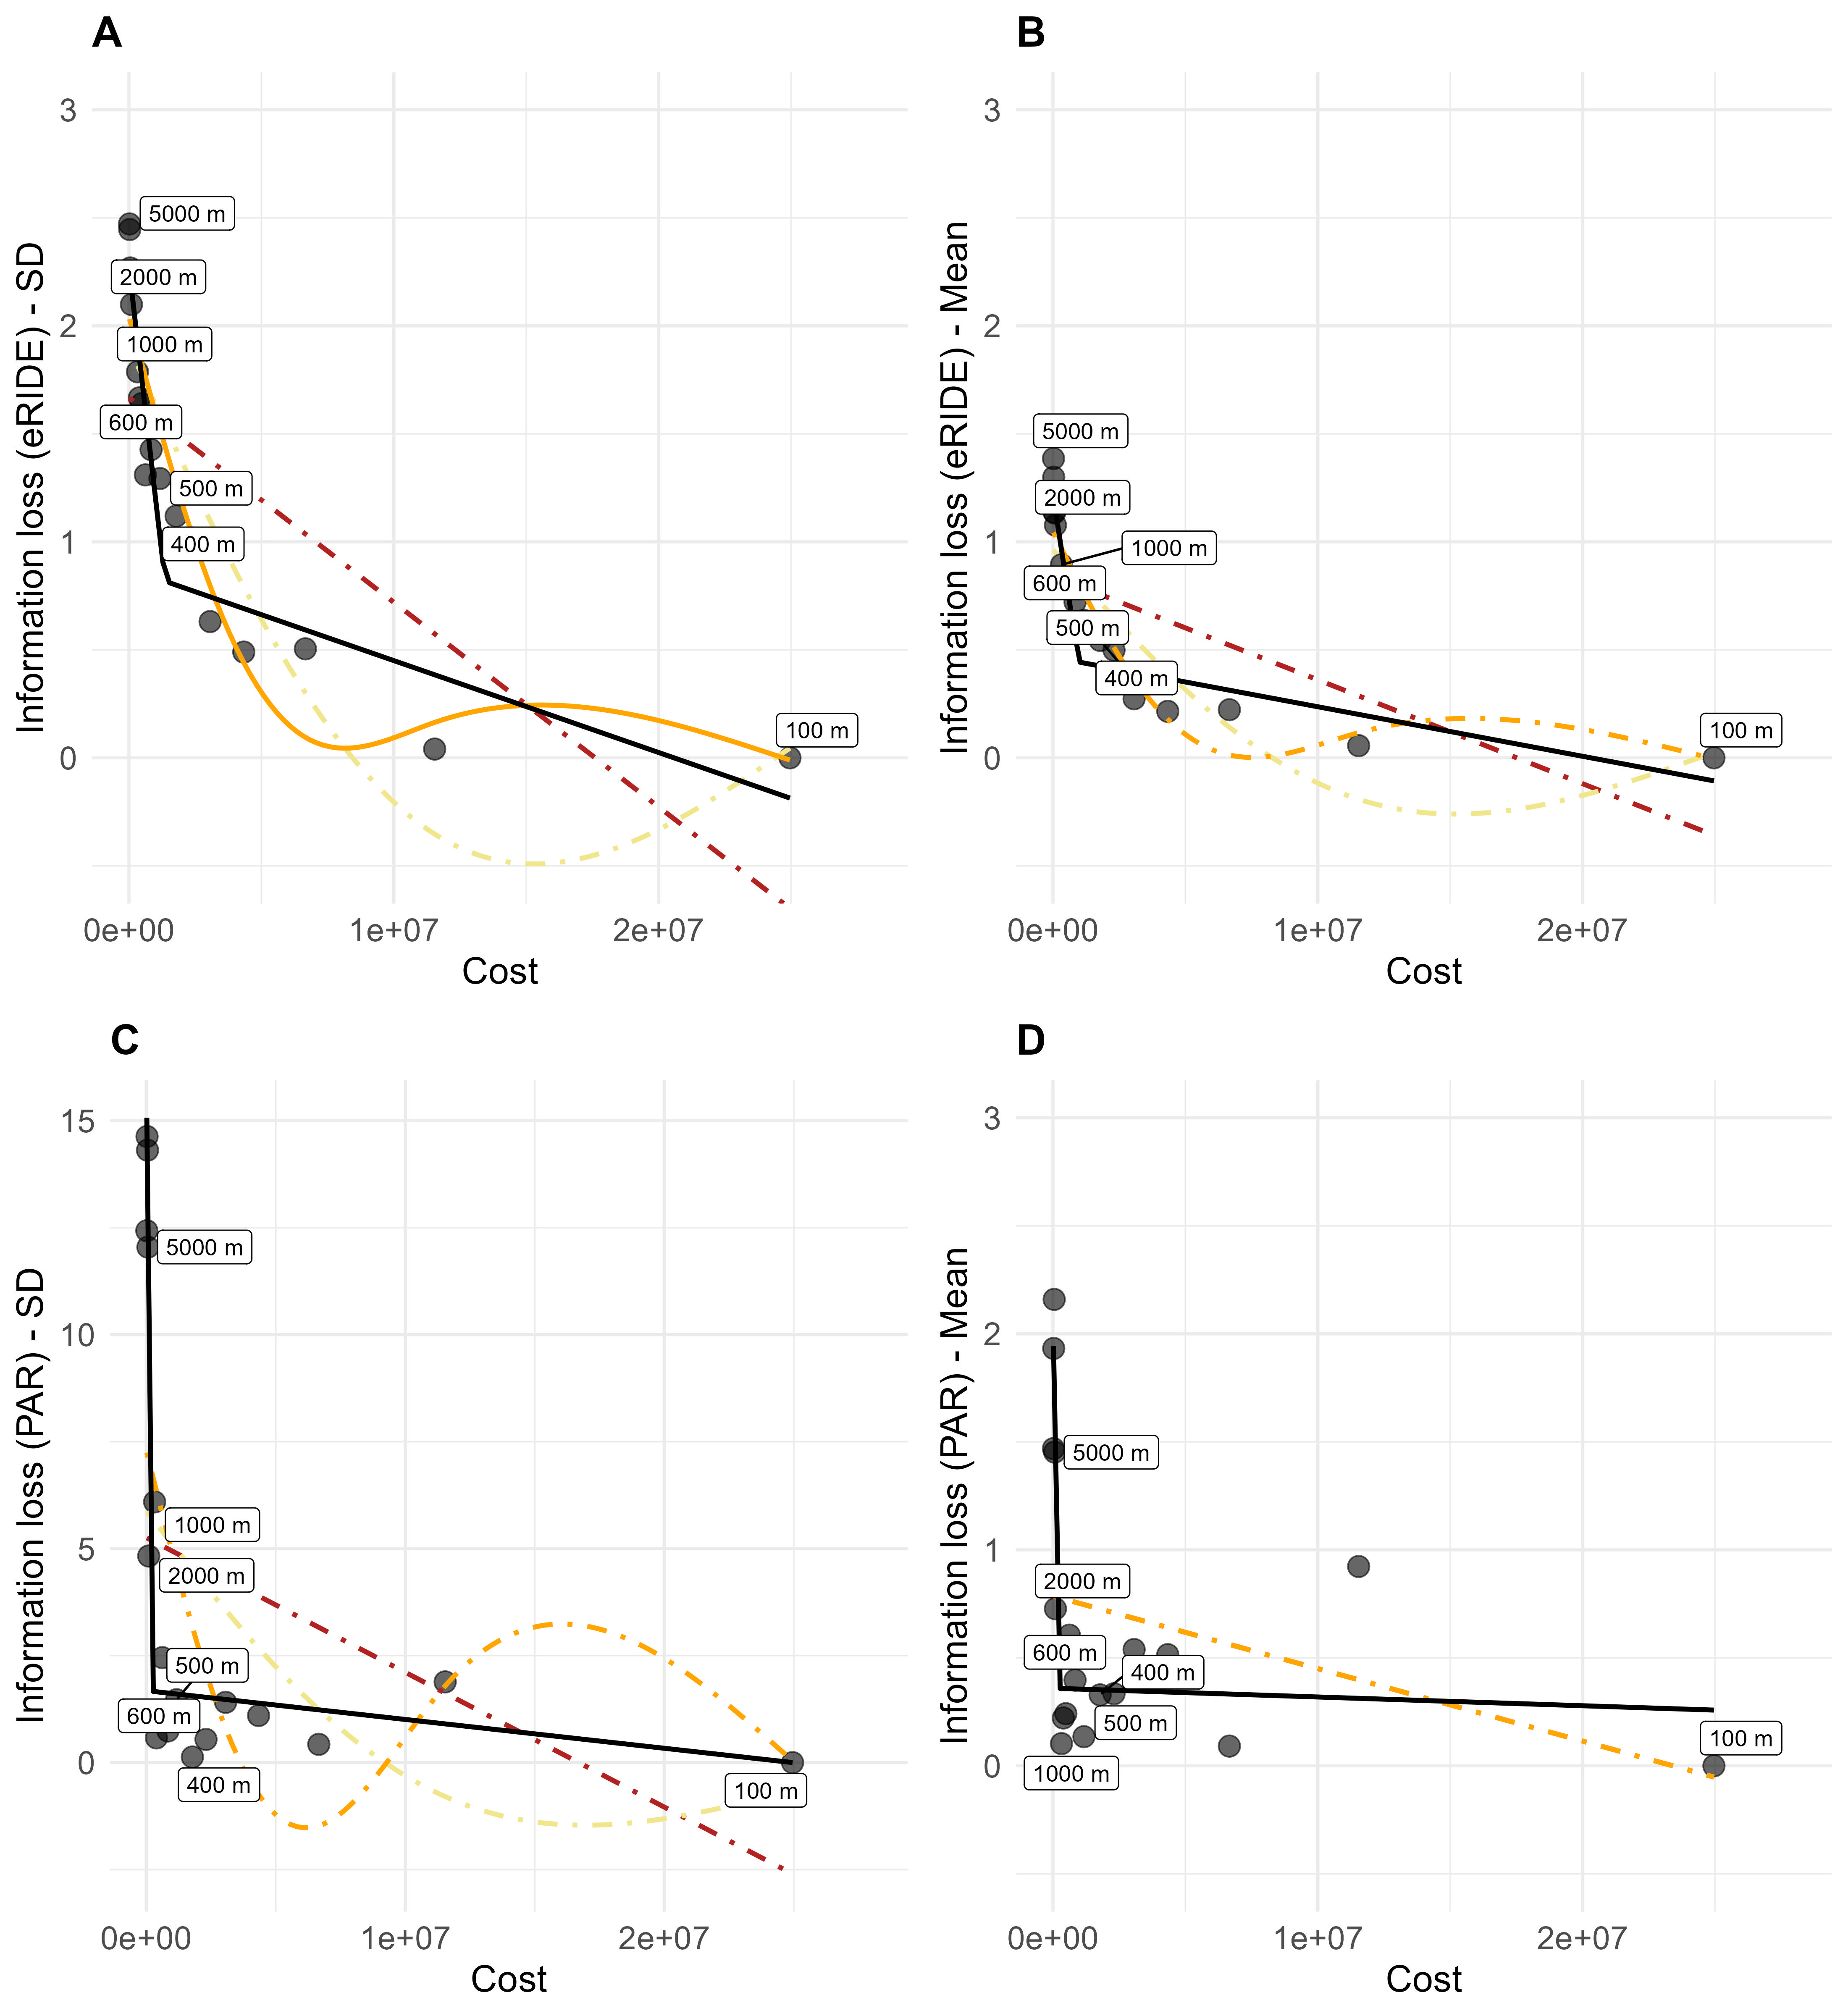 A
Information loss (eRIDE) - SD
3
2
1
0
5000 m
2000 m
1000 m
600 m
500 m
400 m
100 m
0e+00
1e+07
2e+07
Cost
B
Information loss (eRIDE) - Mean
3
2
1
0
5000 m
2000 m
1000 m
600 m
500 m
400 m
100 m
0e+00
1e+07
2e+07
Cost
C
Information loss (PAR) - SD
15
10
5
0
5000 m
1000 m
2000 m
500 m
600 m
400 m
100 m
0e+00
1e+07
2e+07
Cost
D
Information loss (PAR) - Mean
3
2
1
0
5000 m
2000 m
600 m
400 m
500 m
1000 m
100 m
0e+00
1e+07
2e+07
Cost